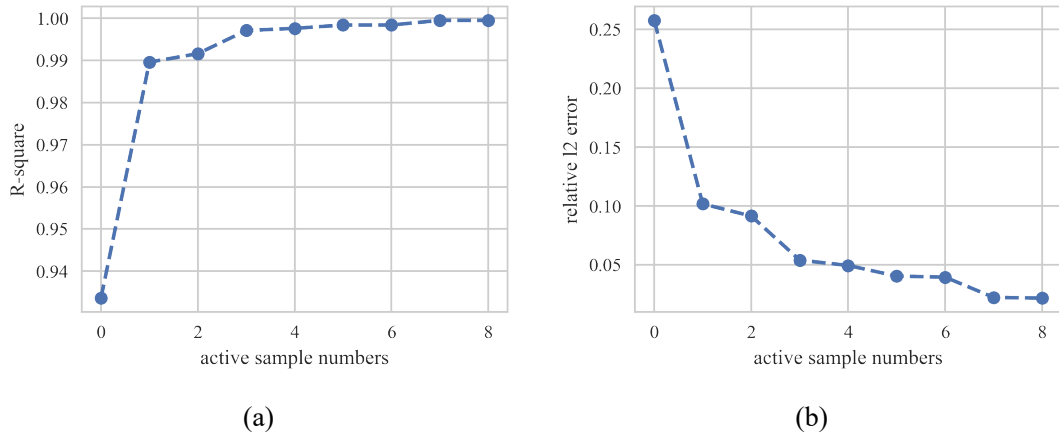 1.00
0.99
0.98
0.97
0.96
0.95
0.94
R-square
0 2 4 6 8
active sample numbers
(a)
0.25
0.20
0.15
0.10
0.05
relative l2 error
0 2 4 6 8
active sample numbers
(b)